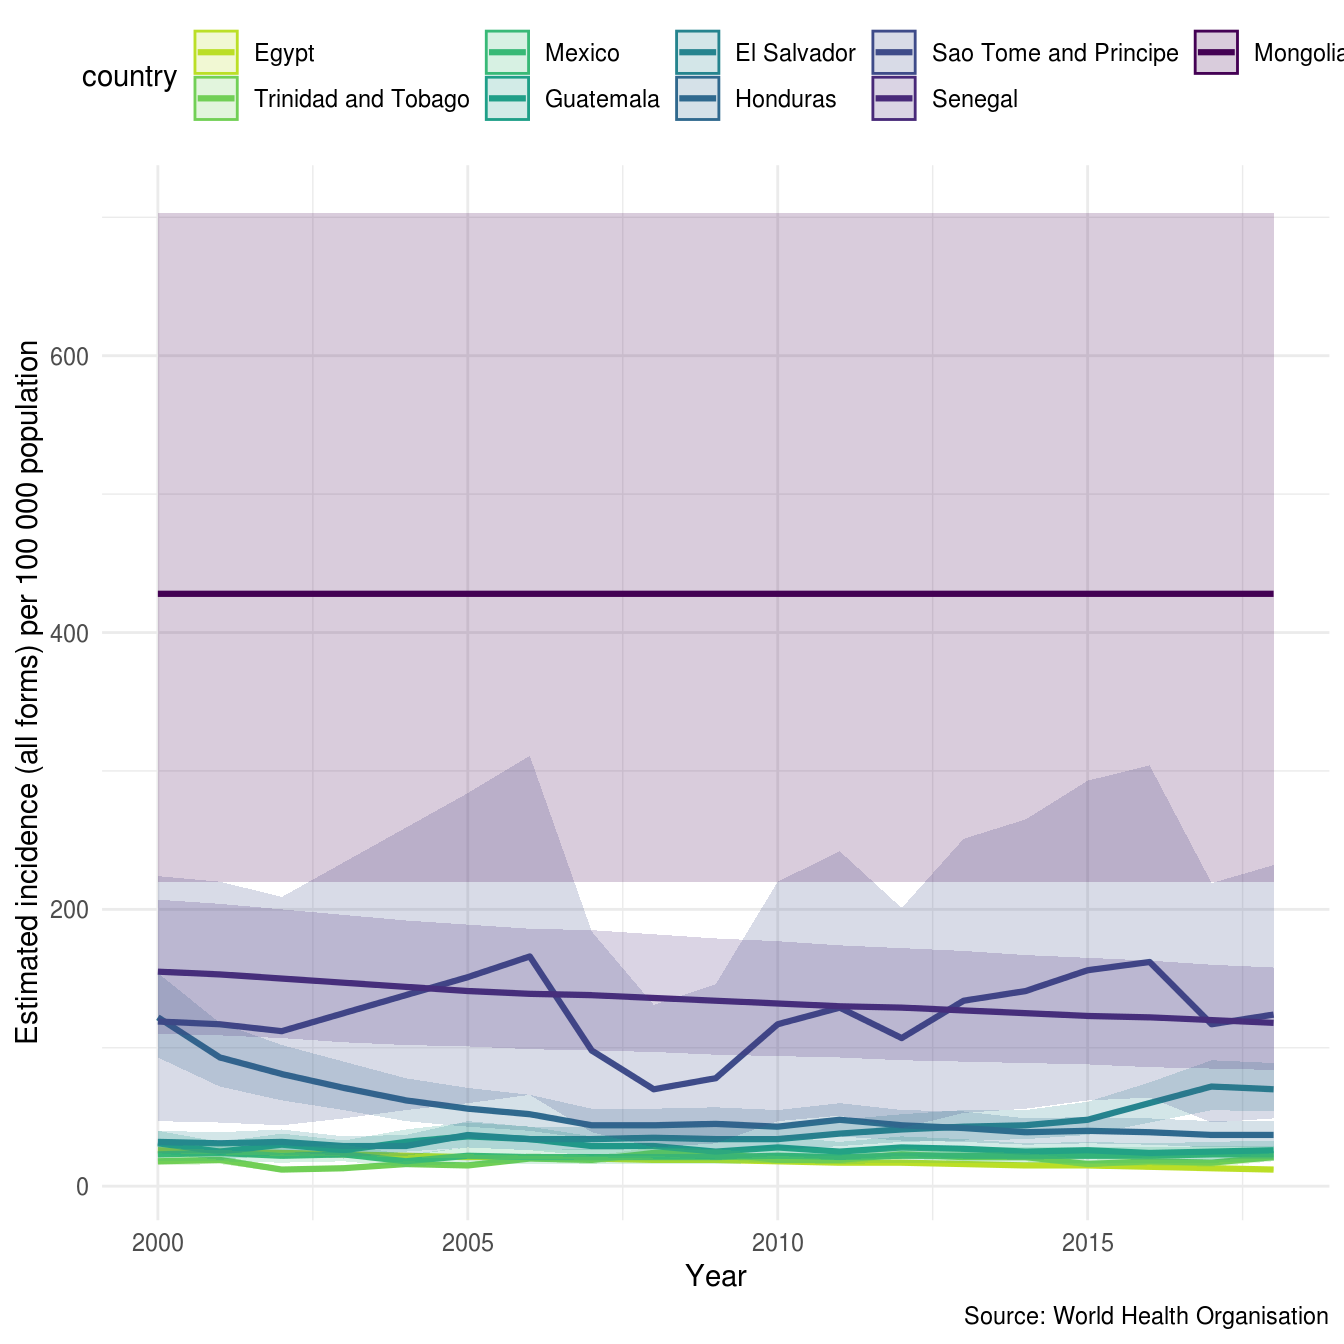 country
Egypt
Mexico
El Salvador
Sao Tome and Principe
Mongolia
Trinidad and Tobago
Guatemala
Honduras
Senegal
Estimated incidence (all forms) per 100 000 population
600
400
200
0
2000 2005 2010 2015
Year
Source: World Health Organisation